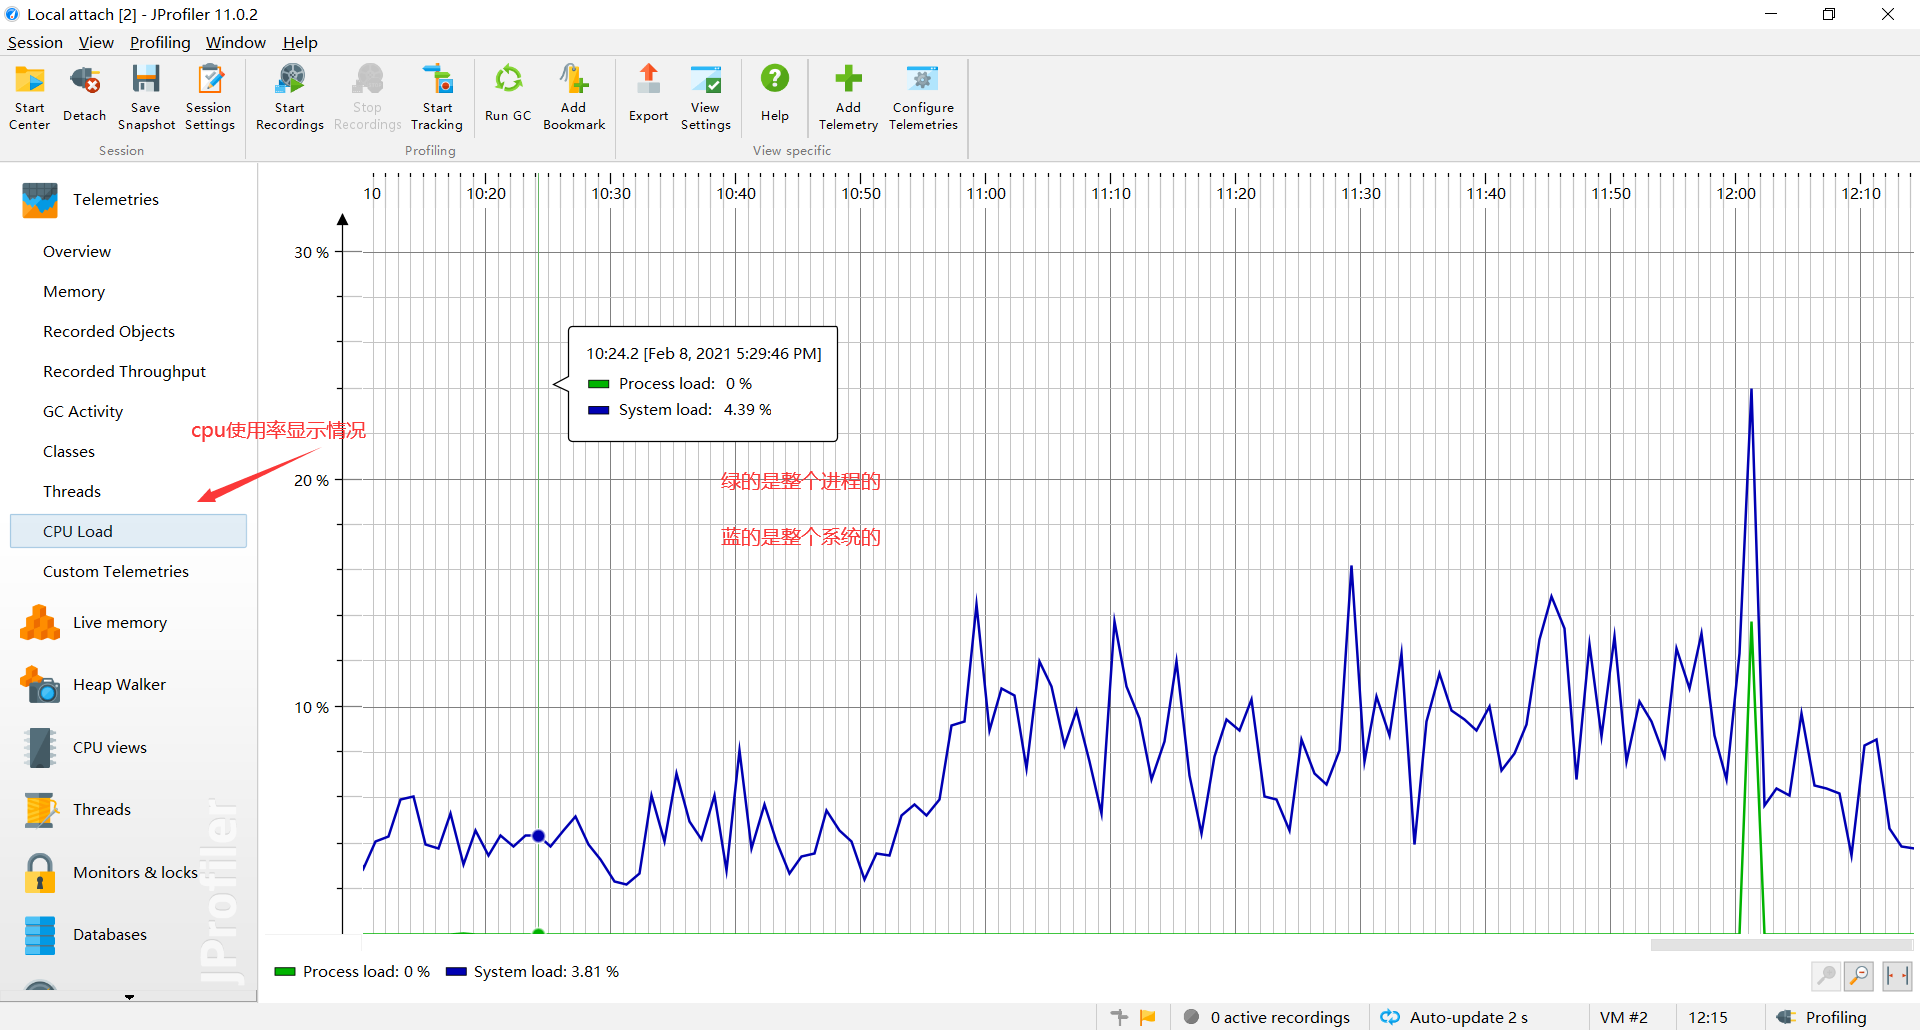 Local attach [2] - JProfiler 11.0.2
Session View Profiling Window Help
Start Center
Detach
Save Snapshot
Session Settings
Start Recordings
Stop Recordings
Start Tracking
Run GC
Add Bookmark
Export
View Settings
Help
Add Telemetry
Configure Telemetries
Session
Profiling
View specific
Telemetries
Overview
Memory
Recorded Objects
Recorded Throughput
GC Activity
Classes
Threads
CPU Load
Custom Telemetries
Live memory
Heap Walker
CPU views
Threads
Monitors & locks
Databases
JProfiler
cpu使用率显示情况
10 10:20 10:30 10:40 10:50 11:00 11:10 11:20 11:30 11:40 11:50 12:00 12:10
30 %
20 %
10 %
10:24.2 [Feb 8, 2021 5:29:46 PM]
Process load: 0 %
System load: 4.39 %
绿的是整个进程的
蓝的是整个系统的
Process load: 0 % System load: 3.81 %
0 active recordings Auto-update 2 s VM #2 12:15 Profiling